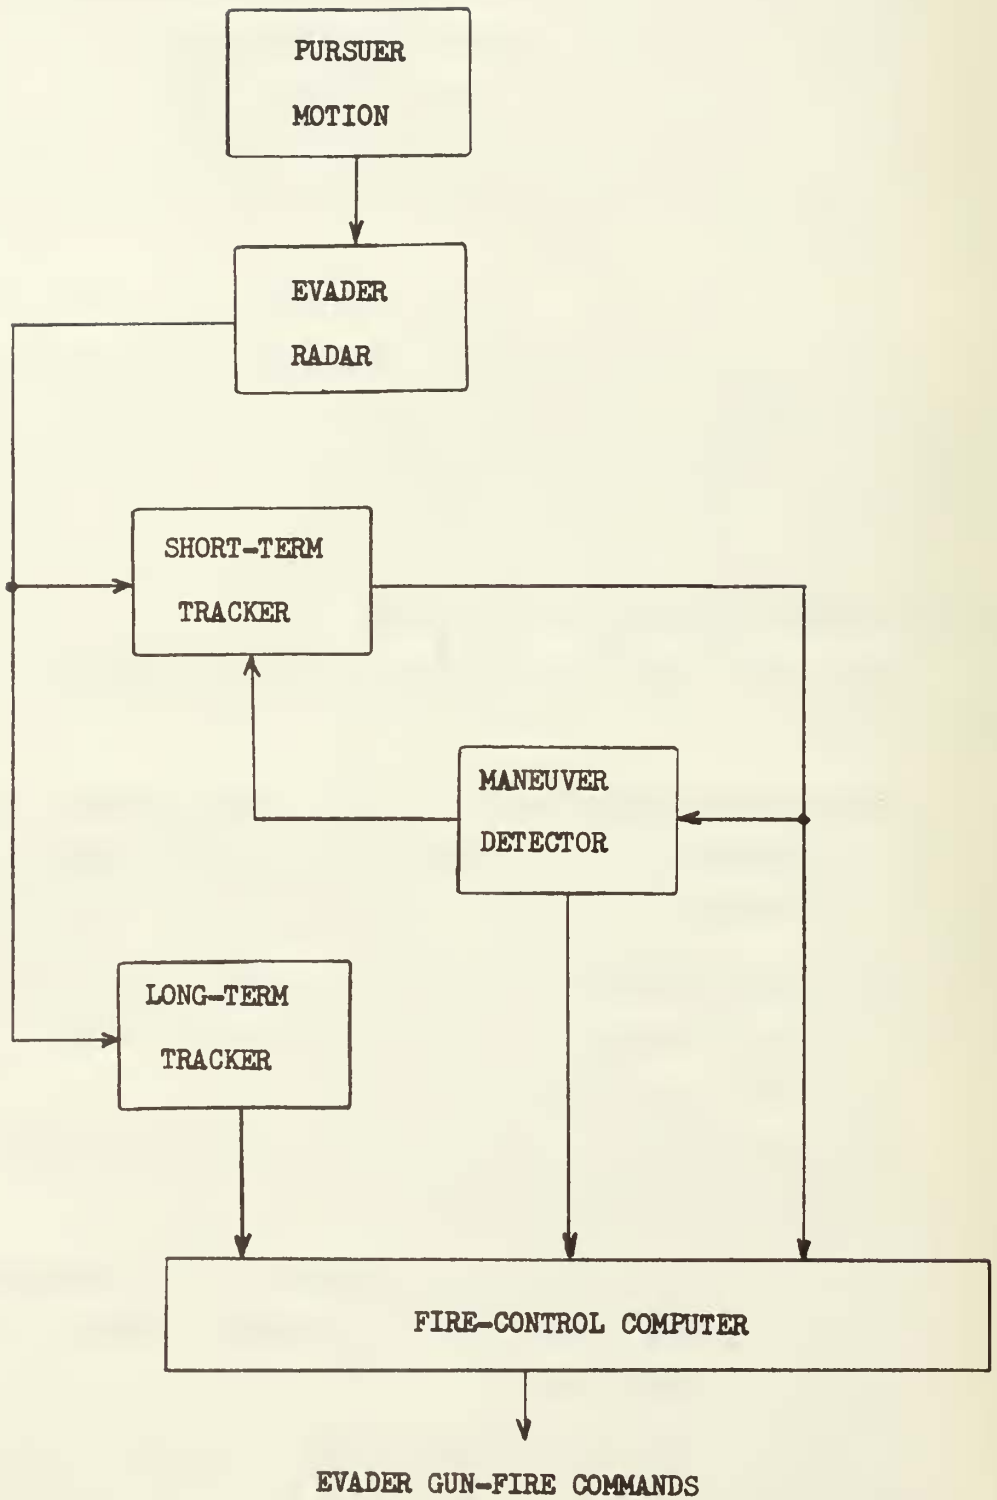 PURSUER
MOTION
EVADER
RADAR
SHORT-TERM
TRACKER
MANEUVER
DETECTOR
LONG-TERM
TRACKER
FIRE-CONTROL COMPUTER
EVADER GUN-FIRE COMMANDS